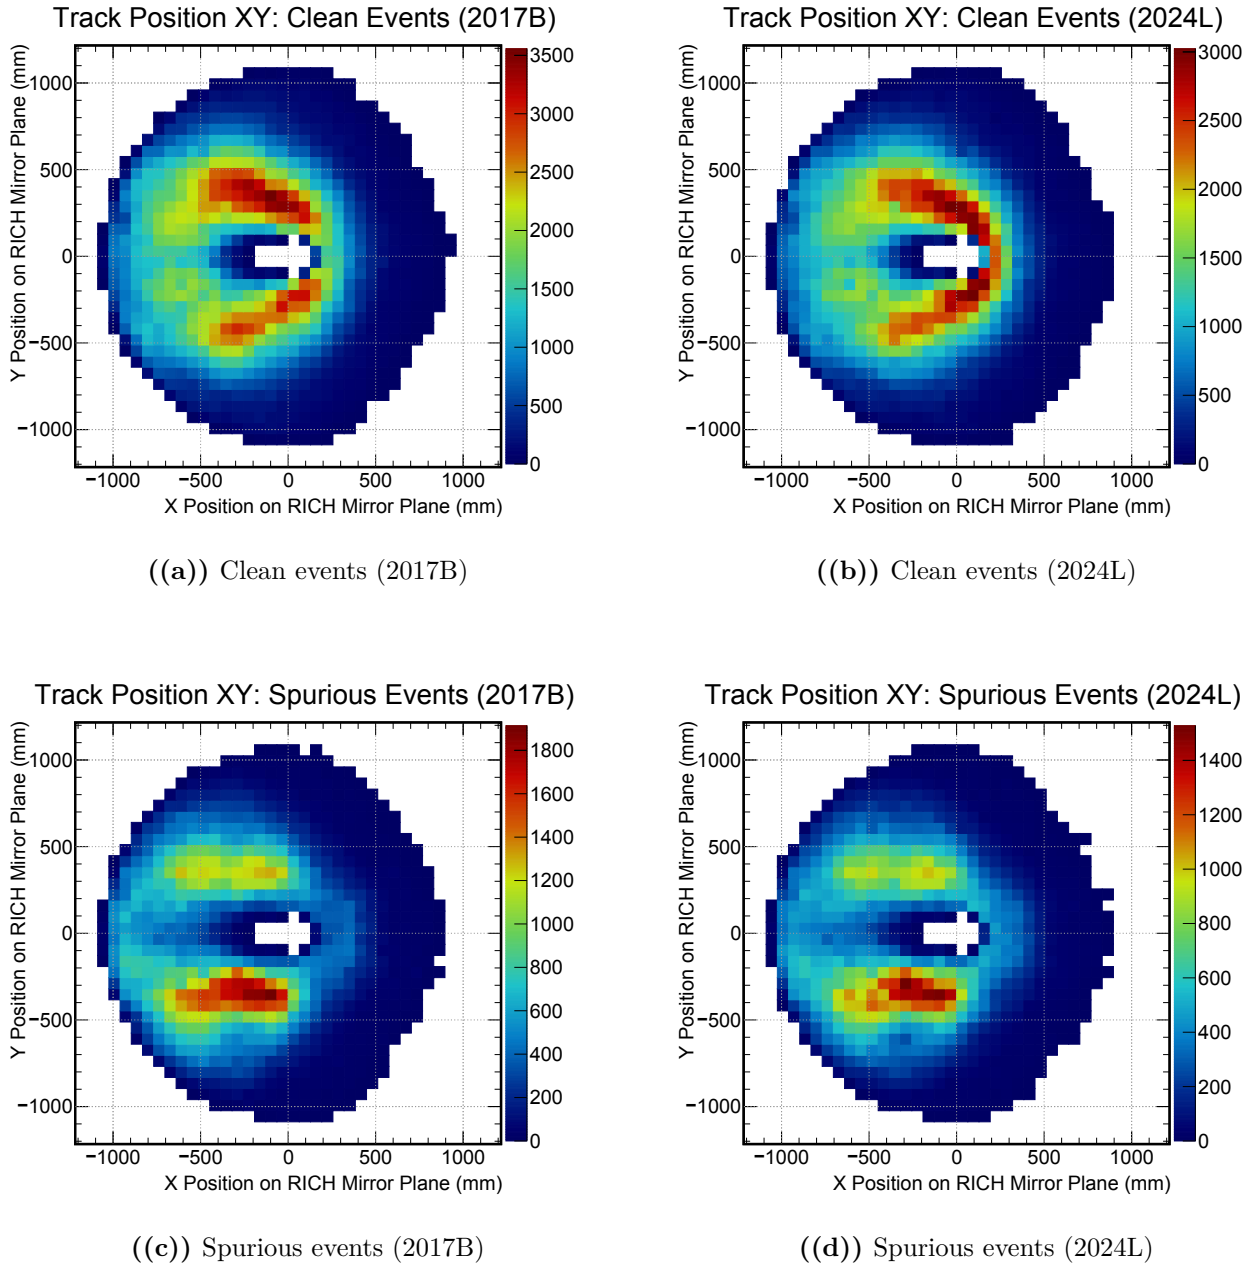 Track Position XY: Clean Events (2017B)
Y Position on RICH Mirror Plane (mm)
1000
500
0
−500
−1000
−1000 −500 0 500 1000
X Position on RICH Mirror Plane (mm)
3500
3000
2500
2000
1500
1000
500
0
((a)) Clean events (2017B)
Track Position XY: Clean Events (2024L)
Y Position on RICH Mirror Plane (mm)
1000
500
0
−500
−1000
−1000 −500 0 500 1000
X Position on RICH Mirror Plane (mm)
3000
2500
2000
1500
1000
500
0
((b)) Clean events (2024L)
Track Position XY: Spurious Events (2017B)
Y Position on RICH Mirror Plane (mm)
1000
500
0
−500
−1000
−1000 −500 0 500 1000
X Position on RICH Mirror Plane (mm)
1800
1600
1400
1200
1000
800
600
400
200
0
((c)) Spurious events (2017B)
Track Position XY: Spurious Events (2024L)
Y Position on RICH Mirror Plane (mm)
1000
500
0
−500
−1000
−1000 −500 0 500 1000
X Position on RICH Mirror Plane (mm)
1400
1200
1000
800
600
400
200
0
((d)) Spurious events (2024L)